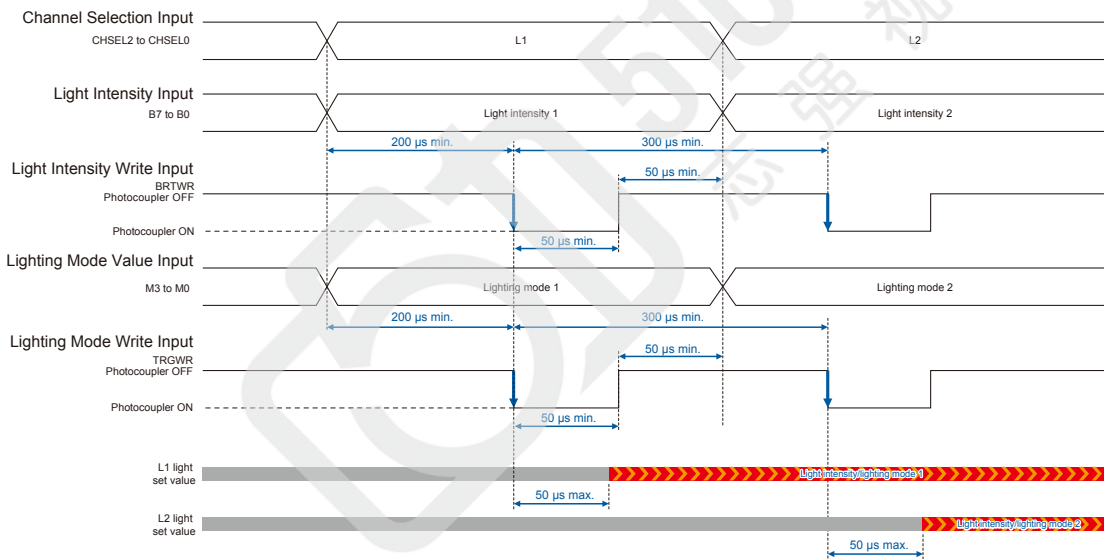 Channel Selection Input
CHSEL2 to CHSEL0
L1
L2
Light Intensity Input
B7 to B0
Light intensity 1
Light intensity 2
200 μs min.
300 μs min.
Light Intensity Write Input
BRTWR
Photocoupler OFF
50 μs min.
Photocoupler ON
50 μs min.
Lighting Mode Value Input
M3 to M0
Lighting mode 1
Lighting mode 2
200 μs min.
300 μs min.
Lighting Mode Write Input
TRGWR
Photocoupler OFF
50 μs min.
Photocoupler ON
50 μs min.
L1 light
set value
Light intensity/lighting mode 1
50 μs max.
L2 light
set value
Light intensity/lighting mode 2
50 μs max.
志强视